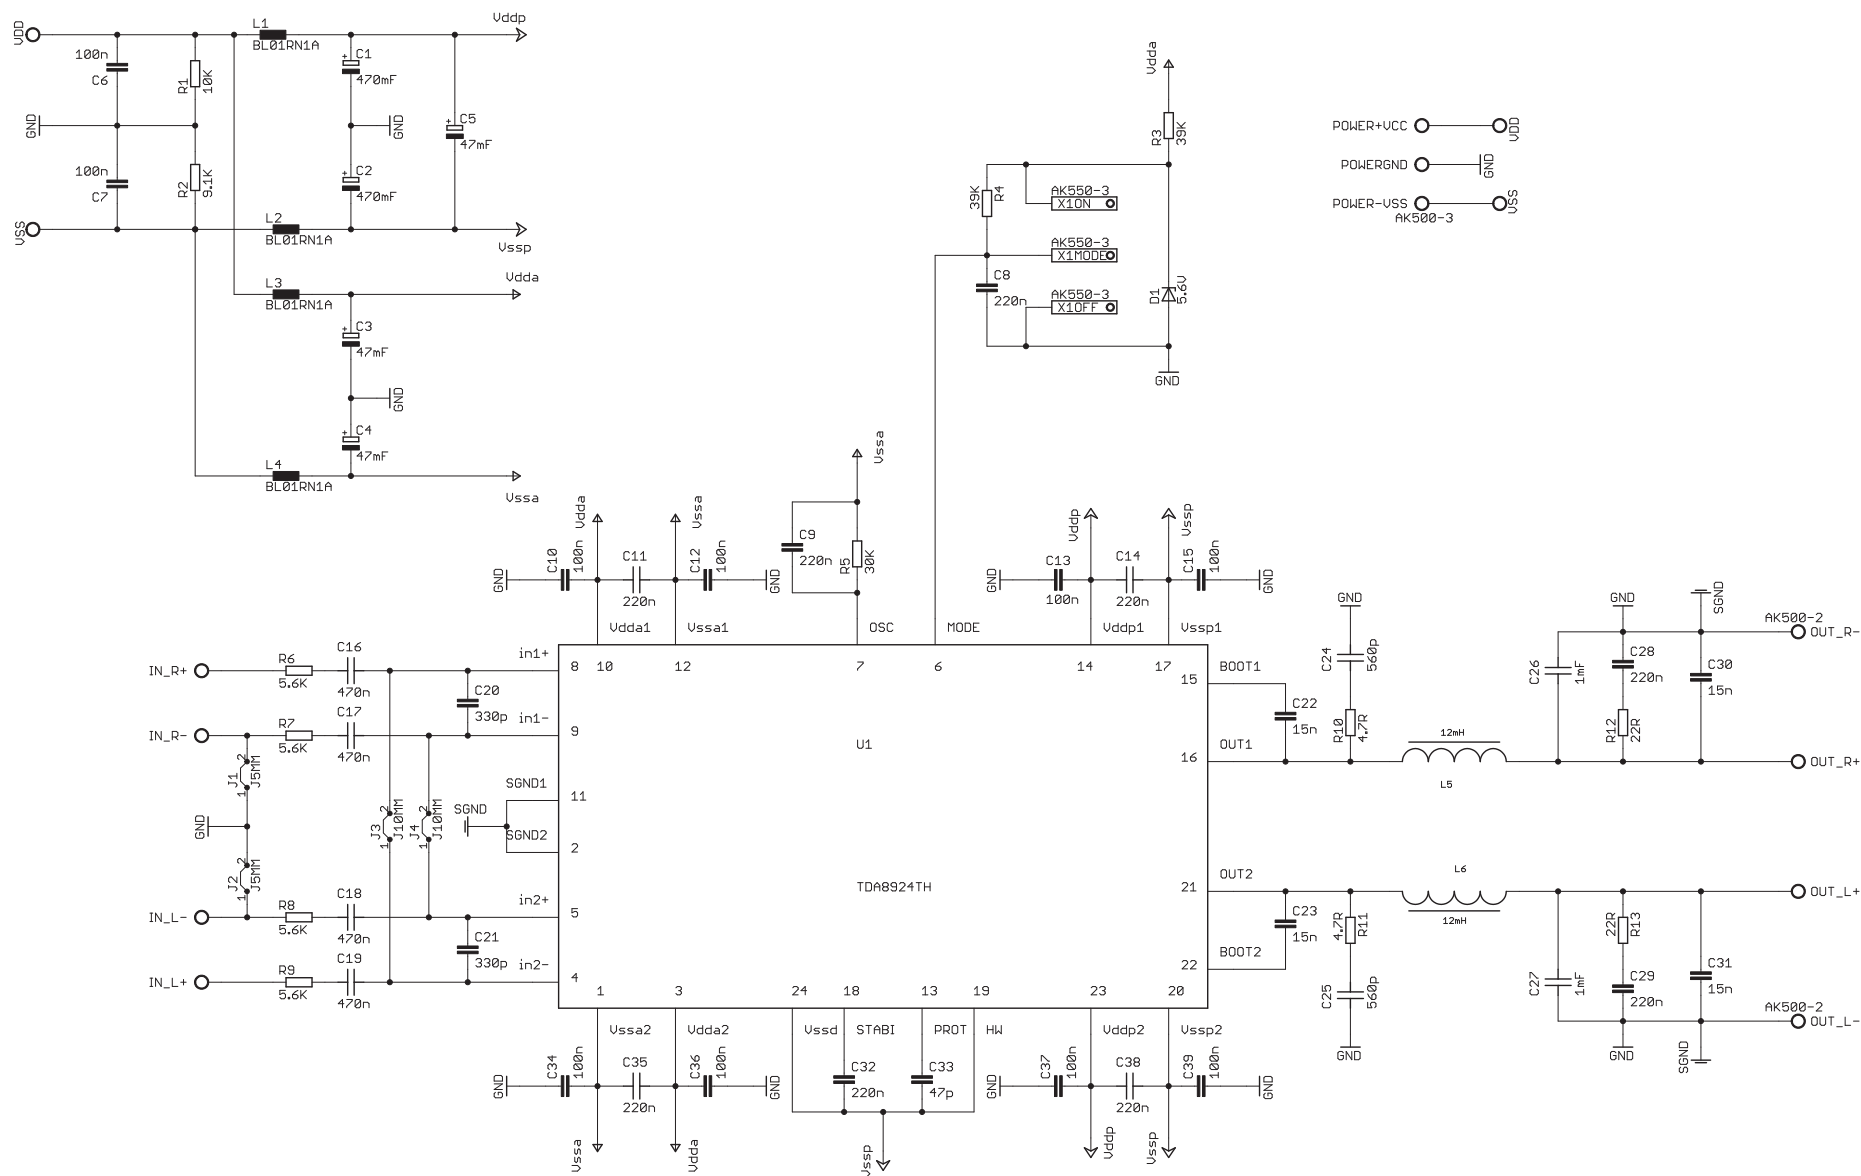 VDD
L1
BL01RN1A
Vddp
100n
C6
R1
10K
C1
470mF
GND
GND
C5
47mF
100n
C7
R2
9.1K
C2
470mF
VSS
L2
BL01RN1A
Vssp
L3
BL01RN1A
Vdda
C3
47mF
GND
C4
47mF
L4
BL01RN1A
Vssa
Vdda
R3
39K
39K
R4
AK550-3
X1ON
AK550-3
X1MODE
C8
220n
AK550-3
X1OFF
D1
5.6V
GND
POWER+VCC
VDD
POWERGND
GND
POWER-VSS
VSS
AK500-3
Vdda
Vssa
GND
C10
100n
C11
220n
C12
100n
GND
Vssa
C9
220n
R5
30K
Vddp
Vssp
GND
C13
100n
C14
220n
C15
100n
GND
Vdda1
Vssa1
OSC
MODE
Vddp1
Vssp1
IN_R+
R6
5.6K
C16
470n
in1+
8
10
12
7
6
14
17
C20
330p
IN_R-
R7
5.6K
C17
470n
in1-
9
U1
J1
1
2
J5MM
SGND1
11
GND
J3
1
2
J10MM
J4
1
2
J10MM
SGND
SGND2
2
J2
1
2
J5MM
TDA8924TH
IN_L-
R8
5.6K
C18
470n
in2+
5
C21
330p
IN_L+
R9
5.6K
C19
470n
in2-
4
BOOT1
15
C22
15n
OUT1
16
GND
C24
560p
R10
4.7R
12mH
L5
C26
1mF
GND
C28
220n
R12
22R
SGND
C30
15n
AK500-2
OUT_R-
OUT_R+
OUT2
21
C23
15n
BOOT2
22
4.7R
R11
C25
560p
GND
L6
12mH
C27
1mF
22R
R13
C29
220n
GND
C31
15n
SGND
OUT_L+
AK500-2
OUT_L-
1
3
24
18
13
19
23
20
Vssa2
Vdda2
Vssd
STABI
PROT
HW
Vddp2
Vssp2
GND
C34
100n
C35
220n
C36
100n
GND
C32
220n
C33
47p
GND
C37
100n
C38
220n
C39
100n
GND
Vssa
Vdda
Vssp
Vddp
Vssp